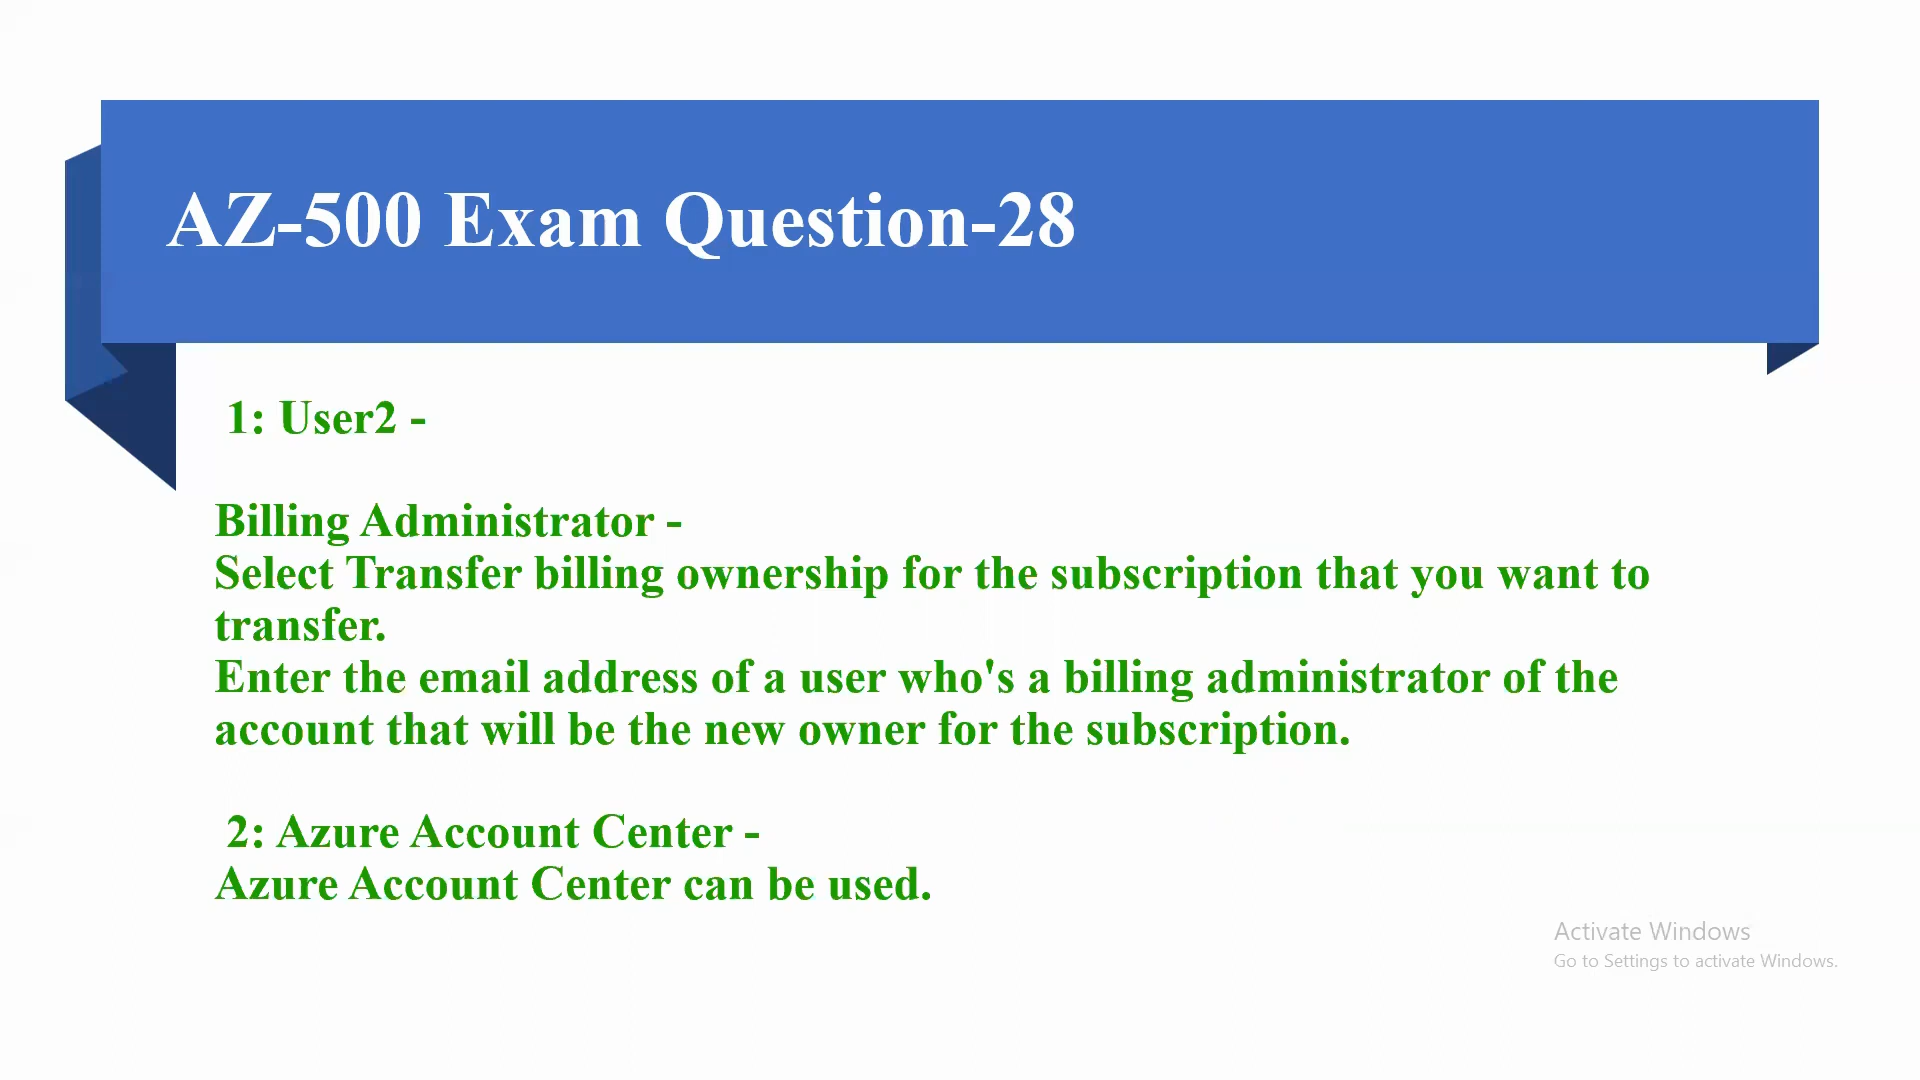 AZ-500 Exam Question-28
1: User2 -
Billing Administrator -
Select Transfer billing ownership for the subscription that you want to
transfer.
Enter the email address of a user who's a billing administrator of the
account that will be the new owner for the subscription.
2: Azure Account Center -
Azure Account Center can be used.
Activate Windows
Go to Settings to activate Windows.